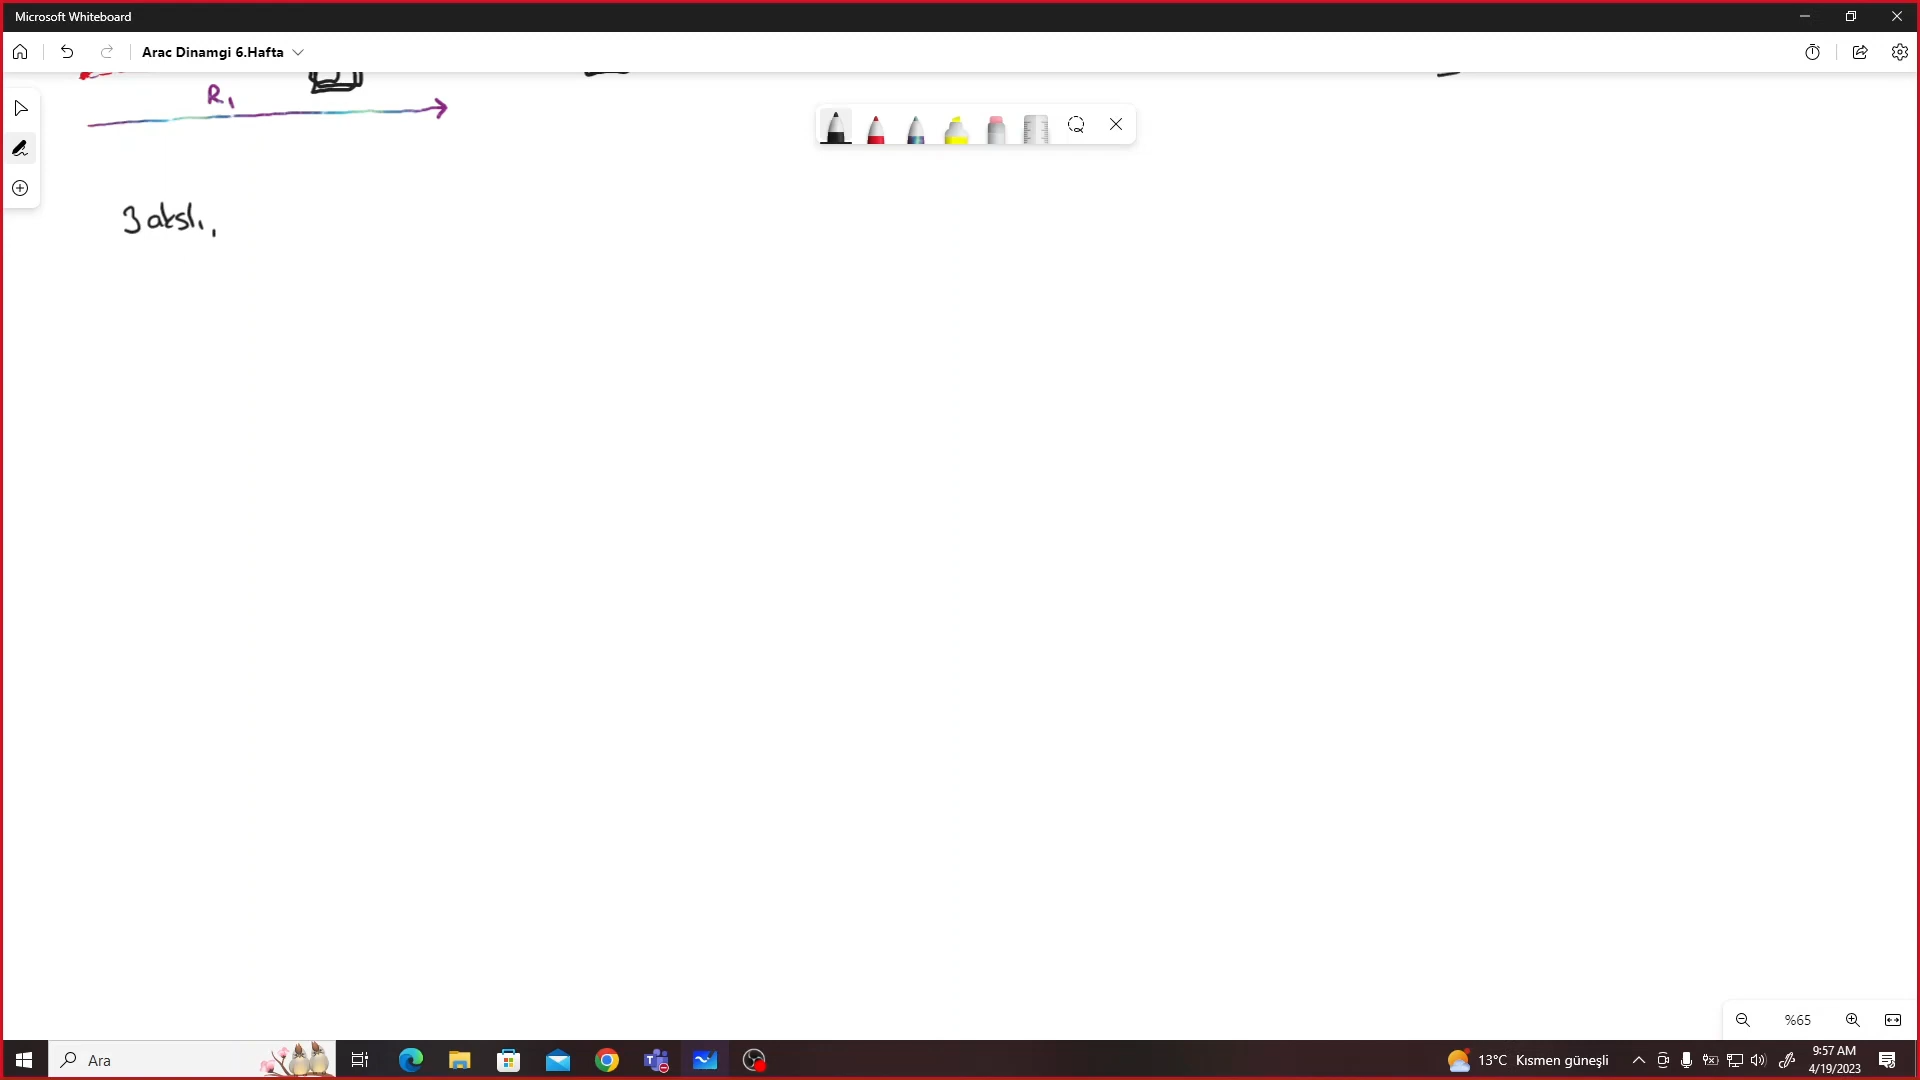 Microsoft Whiteboard
Arac Dinamgi 6.Hafta
R1
3 akslı,
%65
Ara
13°C Kısmen güneşli
9:57 AM
4/19/2023